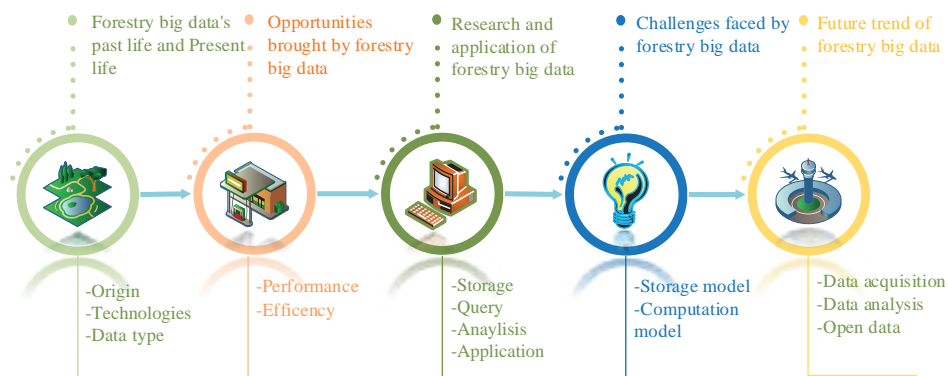 Forestry big data's
past life and Present
life
Opportunities
brought by forestry
big data
Research and
application of
forestry big data
Challenges faced by
forestry big data
Future trend of
forestry big data
-Origin
-Technologies
-Data type
-Performance
-Efficency
-Storage
-Query
-Anaylisis
-Application
-Storage model
-Computation
model
-Data acquisition
-Data analysis
-Open data